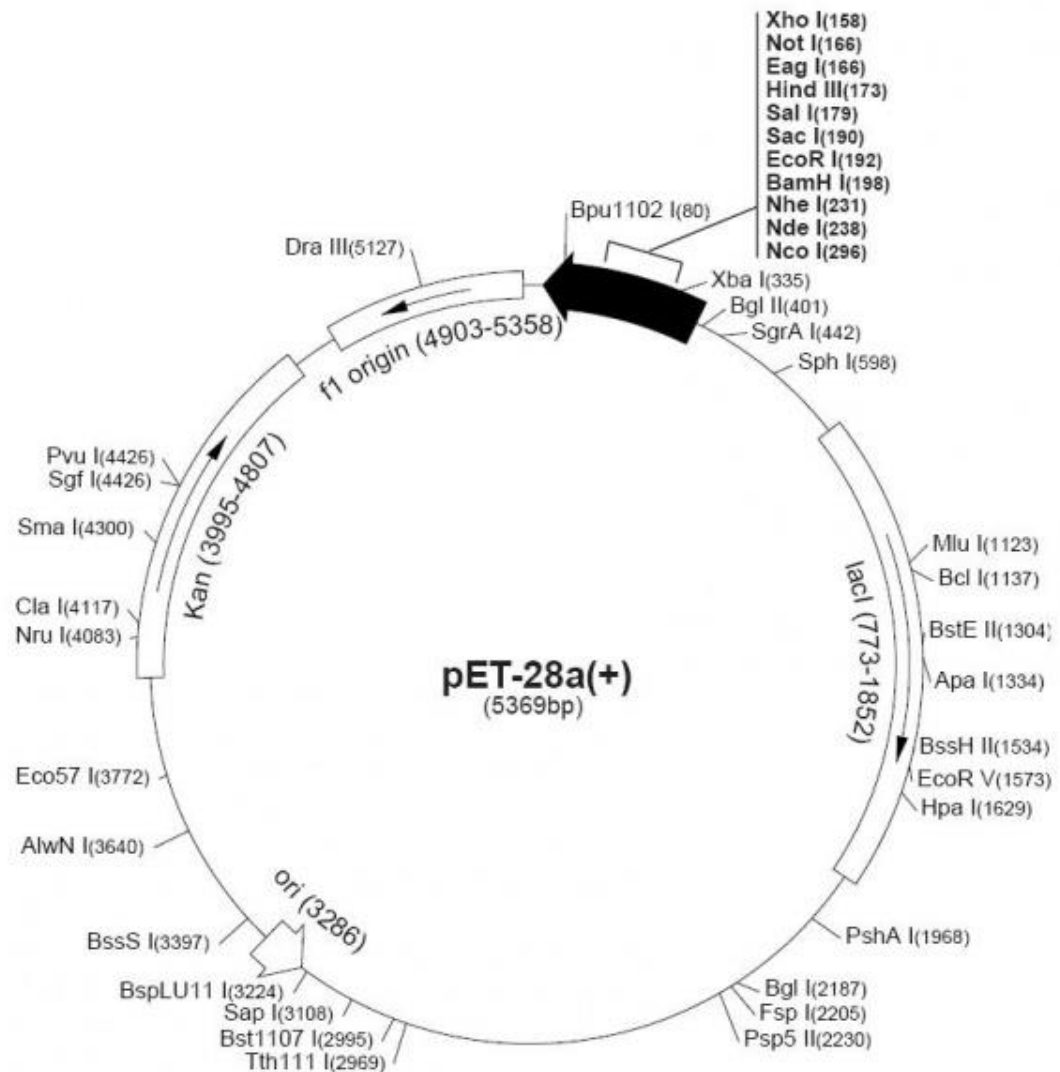 Xho I(158)
Not I(166)
Eag I(166)
Hind III(173)
Sal I(179)
Sac I(190)
EcoR I(192)
BamH I(198)
Nhe I(231)
Nde I(238)
Nco I(296)
Bpu1102 I(80)
Dra III(5127)
Xba I(335)
Bgl II(401)
SgrA I(442)
Sph I(598)
f1 origin (4903-5358)
Pvu I(4426)
Sgf I(4426)
Sma I(4300)
Kan (3995-4807)
Cla I(4117)
Nru I(4083)
Mlu I(1123)
Bcl I(1137)
BstE II(1304)
Apa I(1334)
lacI (773-1852)
BssH II(1534)
EcoR V(1573)
Hpa I(1629)
pET-28a(+)
(5369bp)
Eco57 I(3772)
AlwN I(3640)
ori (3286)
BssS I(3397)
PshA I(1968)
BspLU11 I(3224)
Sap I(3108)
Bst1107 I(2995)
Tth111 I(2969)
Bgl I(2187)
Fsp I(2205)
Psp5 II(2230)